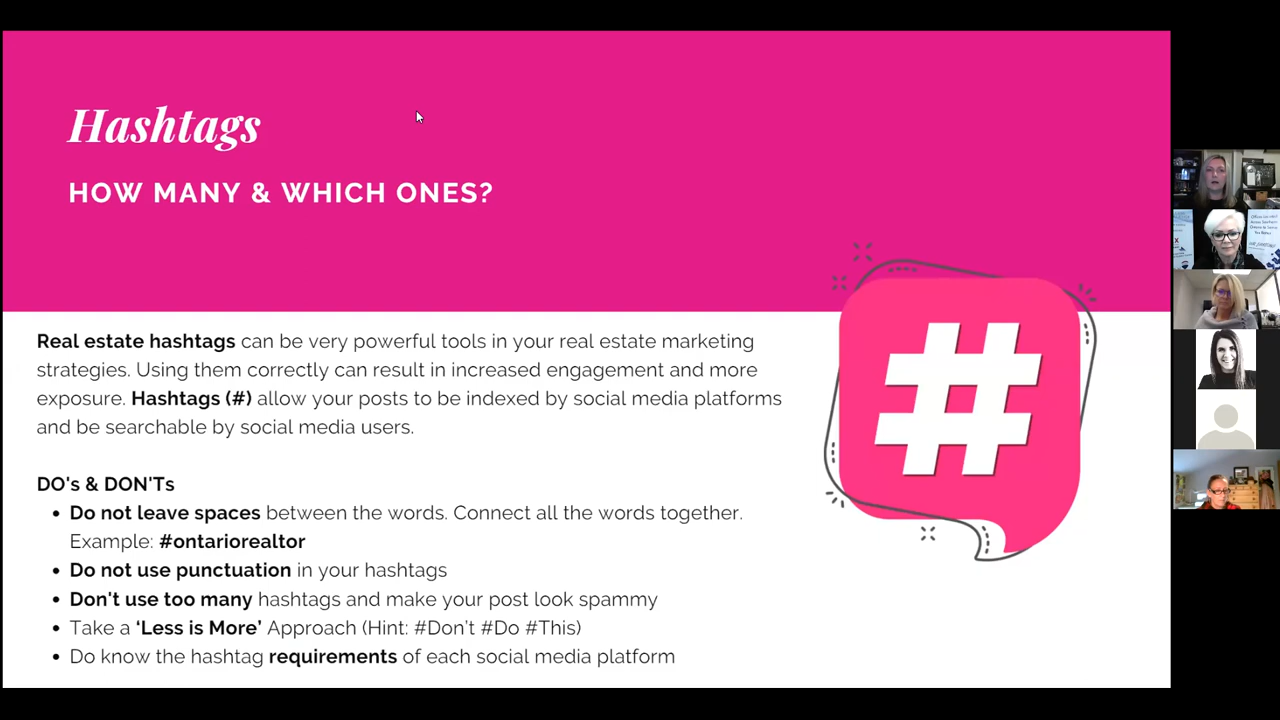 Hashtags
HOW MANY & WHICH ONES?
Real estate hashtags can be very powerful tools in your real estate marketing
strategies. Using them correctly can result in increased engagement and more
exposure. Hashtags (#) allow your posts to be indexed by social media platforms
and be searchable by social media users.
#
DO's & DON'Ts
• Do not leave spaces between the words. Connect all the words together.
Example: #ontariorealtor
• Do not use punctuation in your hashtags
• Don't use too many hashtags and make your post look spammy
• Take a ‘Less is More’ Approach (Hint: #Don’t #Do #This)
• Do know the hashtag requirements of each social media platform